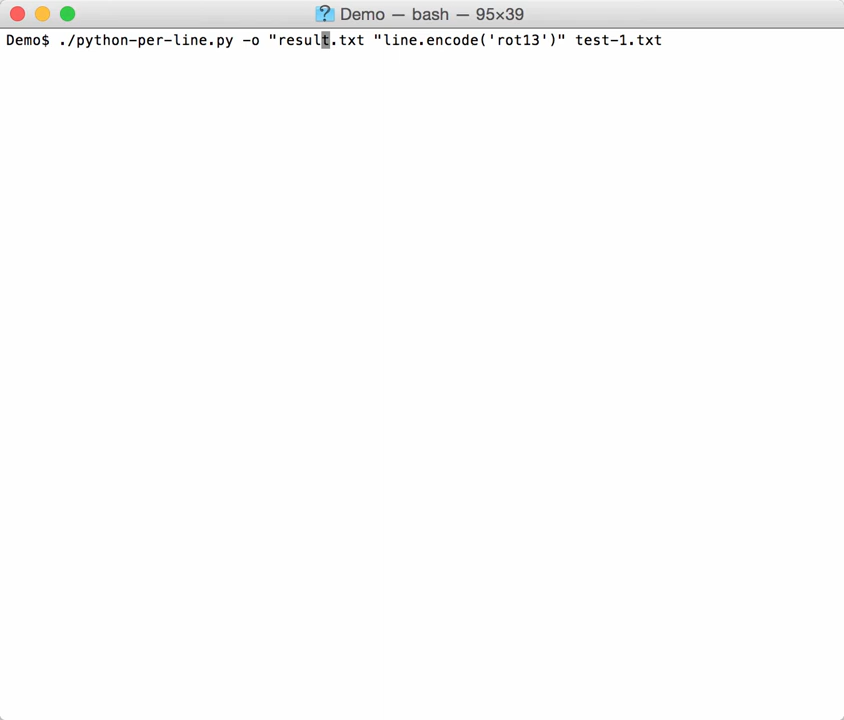 Demo — bash — 95×39
Demo$ ./python-per-line.py -o "result.txt "line.encode('rot13')" test-1.txt